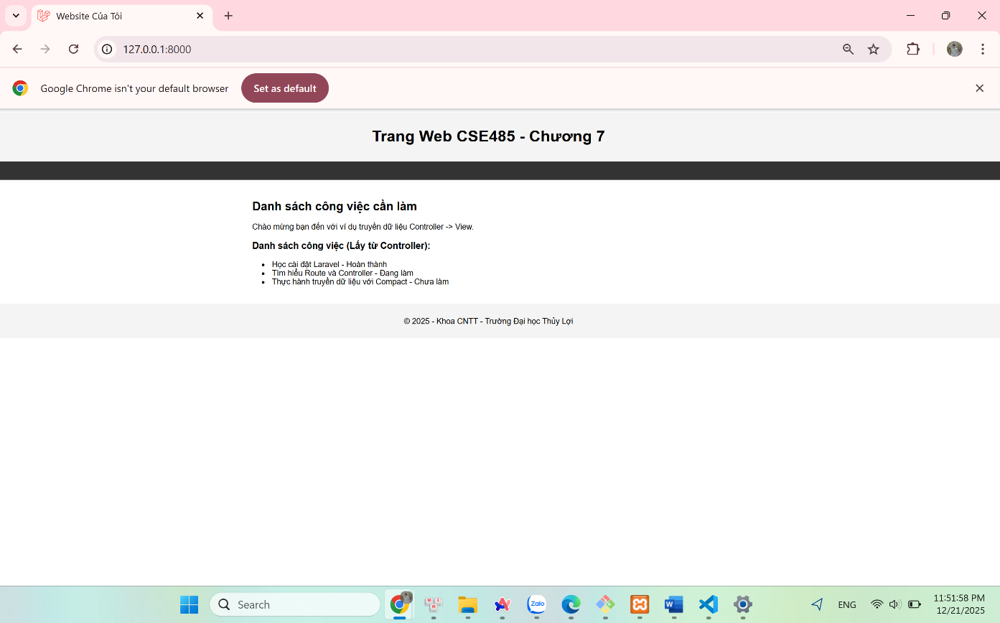 Website Của Tôi
127.0.0.1:8000
Google Chrome isn't your default browser
Set as default
Trang Web CSE485 - Chương 7
Danh sách công việc cần làm
Chào mừng bạn đến với ví dụ truyền dữ liệu Controller -> View.
Danh sách công việc (Lấy từ Controller):
Học cài đặt Laravel - Hoàn thành
Tìm hiểu Route và Controller - Đang làm
Thực hành truyền dữ liệu với Compact - Chưa làm
© 2025 - Khoa CNTT - Trường Đại học Thủy Lợi
Search
Zalo
W
ENG
11:51:58 PM
12/21/2025